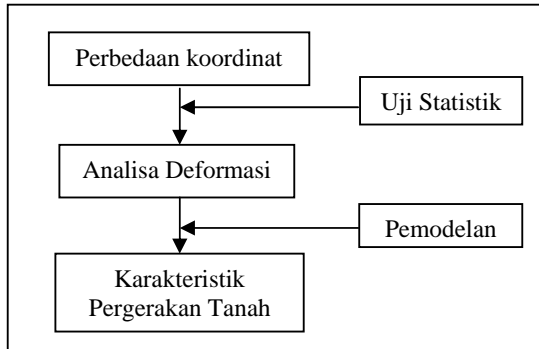 Perbedaan koordinat
Uji Statistik
Analisa Deformasi
Pemodelan
Karakteristik
Pergerakan Tanah